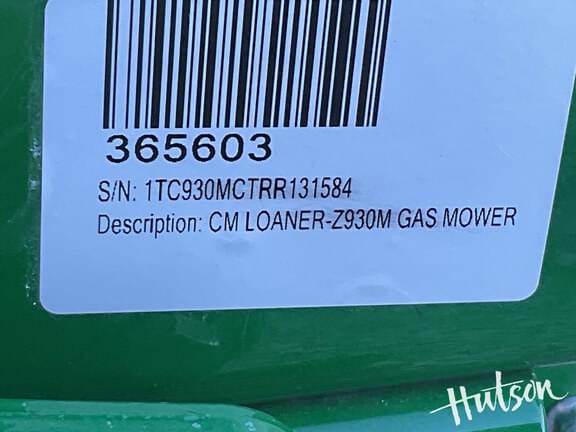 365603
S/N: 1TC930MCTRR131584
Description: CM LOANER-Z930M GAS MOWER
Hutson